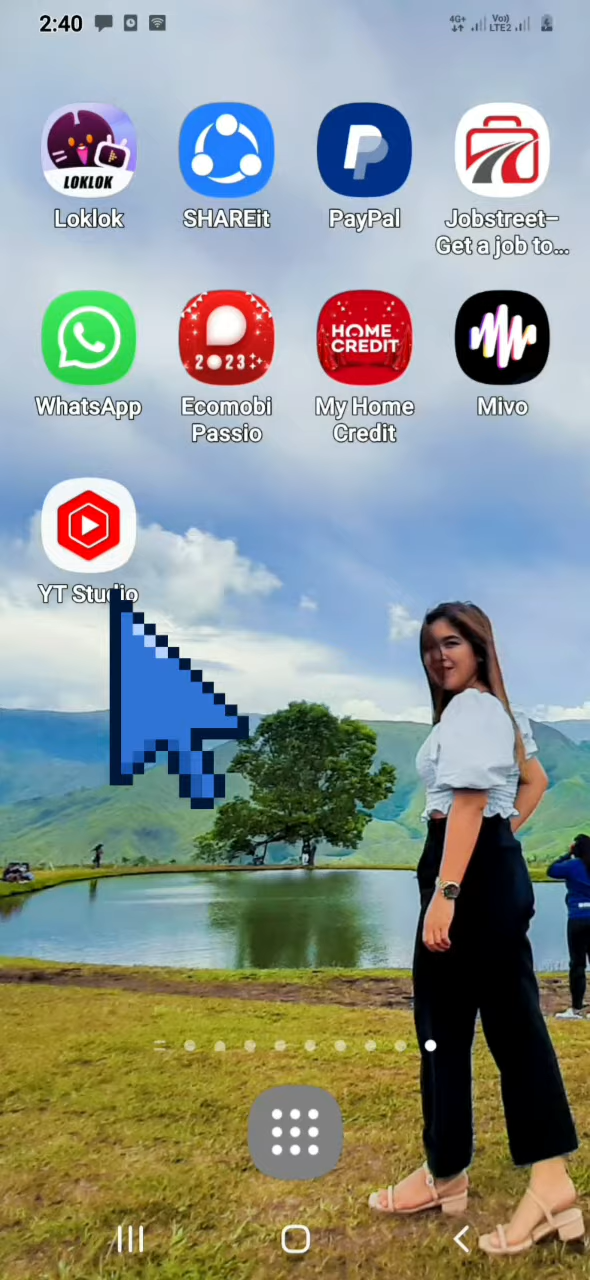 2:40
4G+
Vo))
LTE2
LOKLOK
Loklok
SHAREit
PayPal
Jobstreet–
Get a job to...
2023
HOME
CREDIT
WhatsApp
Ecomobi
Passio
My Home
Credit
Mivo
YT Studio